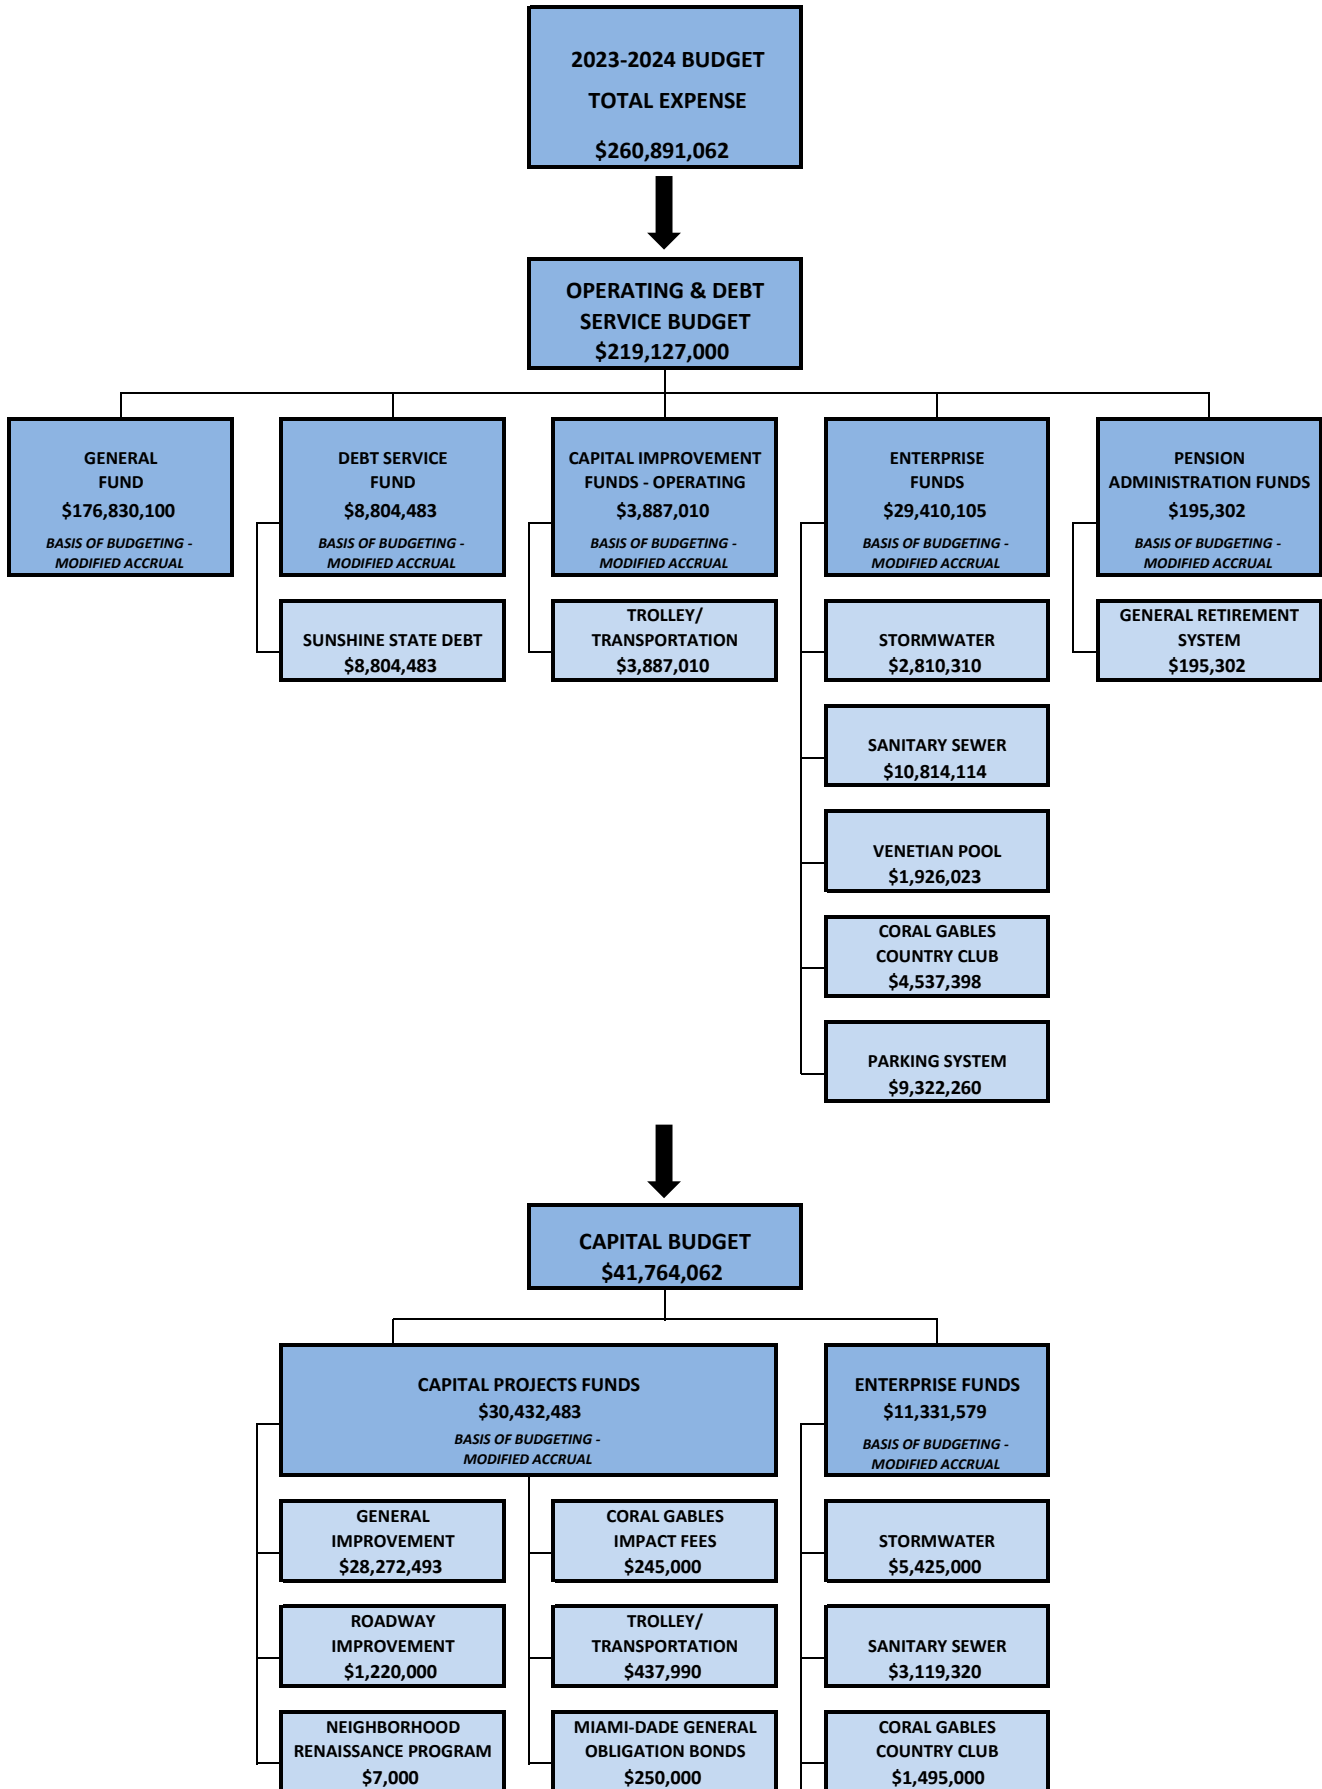 2023-2024 BUDGET
TOTAL EXPENSE
$260,891,062
OPERATING & DEBT
SERVICE BUDGET
$219,127,000
GENERAL
FUND
$176,830,100
BASIS OF BUDGETING -
MODIFIED ACCRUAL
DEBT SERVICE
FUND
$8,804,483
BASIS OF BUDGETING -
MODIFIED ACCRUAL
SUNSHINE STATE DEBT
$8,804,483
CAPITAL IMPROVEMENT
FUNDS - OPERATING
$3,887,010
BASIS OF BUDGETING -
MODIFIED ACCRUAL
TROLLEY/
TRANSPORTATION
$3,887,010
ENTERPRISE
FUNDS
$29,410,105
BASIS OF BUDGETING -
MODIFIED ACCRUAL
STORMWATER
$2,810,310
SANITARY SEWER
$10,814,114
VENETIAN POOL
$1,926,023
CORAL GABLES
COUNTRY CLUB
$4,537,398
PARKING SYSTEM
$9,322,260
PENSION
ADMINISTRATION FUNDS
$195,302
BASIS OF BUDGETING -
MODIFIED ACCRUAL
GENERAL RETIREMENT
SYSTEM
$195,302
CAPITAL BUDGET
$41,764,062
CAPITAL PROJECTS FUNDS
$30,432,483
BASIS OF BUDGETING -
MODIFIED ACCRUAL
GENERAL
IMPROVEMENT
$28,272,493
ROADWAY
IMPROVEMENT
$1,220,000
NEIGHBORHOOD
RENAISSANCE PROGRAM
$7,000
CORAL GABLES
IMPACT FEES
$245,000
TROLLEY/
TRANSPORTATION
$437,990
MIAMI-DADE GENERAL
OBLIGATION BONDS
$250,000
ENTERPRISE FUNDS
$11,331,579
BASIS OF BUDGETING -
MODIFIED ACCRUAL
STORMWATER
$5,425,000
SANITARY SEWER
$3,119,320
CORAL GABLES
COUNTRY CLUB
$1,495,000